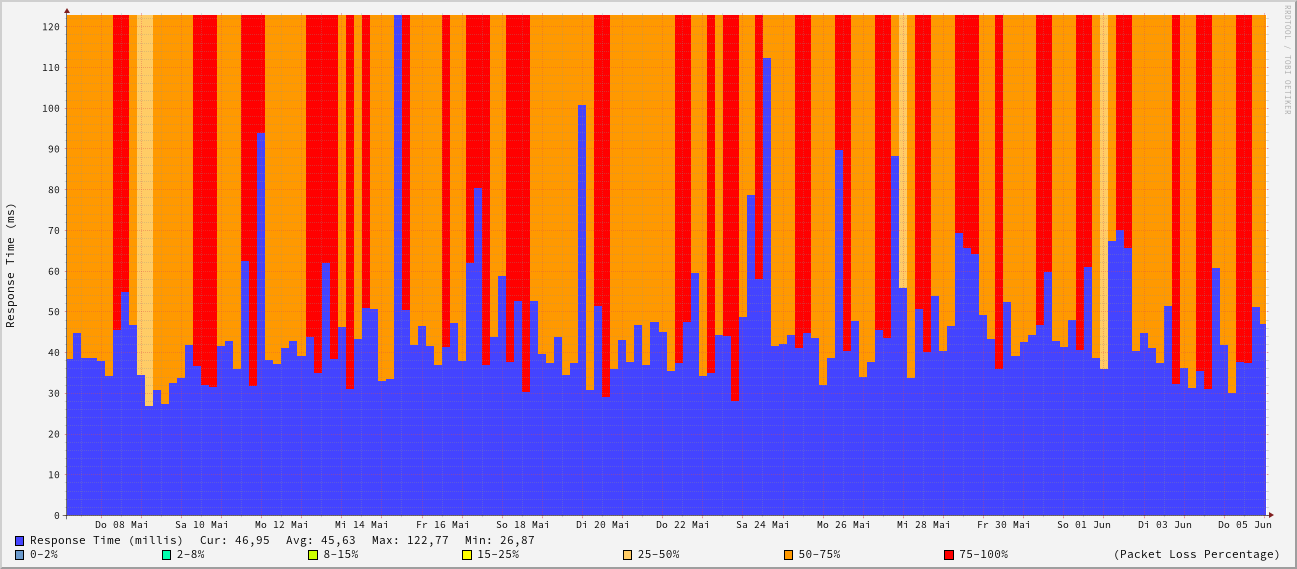 RRDTOOL / TOBI OETIKER
Response Time (ms)
120
110
100
90
80
70
60
50
40
30
20
10
0
Do 08 Mai Sa 10 Mai Mo 12 Mai Mi 14 Mai Fr 16 Mai So 18 Mai Di 20 Mai Do 22 Mai Sa 24 Mai Mo 26 Mai Mi 28 Mai Fr 30 Mai So 01 Jun Di 03 Jun Do 05 Jun
Response Time (millis) Cur: 46,95 Avg: 45,63 Max: 122,77 Min: 26,87
0-2% 2-8% 8-15% 15-25% 25-50% 50-75% 75-100% (Packet Loss Percentage)